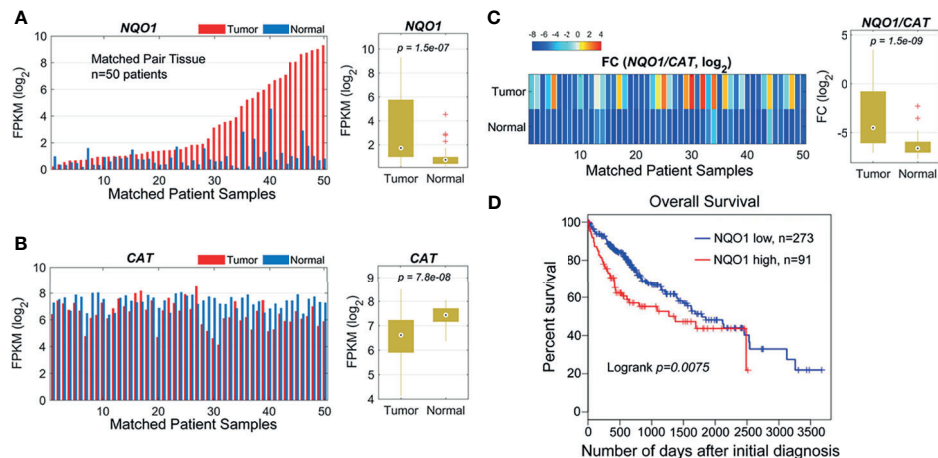 A
NQO1
Tumor Normal
Matched Pair Tissue
n=50 patients
FPKM (log2)
10
8
6
4
2
0
10 20 30 40 50
Matched Patient Samples
NQO1
p = 1.5e-07
FPKM (log2)
10
8
6
4
2
0
Tumor Normal
B
CAT
Tumor Normal
FPKM (log2)
10
8
6
4
2
0
10 20 30 40 50
Matched Patient Samples
CAT
p = 7.8e-08
FPKM (log2)
9
8
7
6
5
4
Tumor Normal
C
-8 -6 -4 -2 0 2 4
FC (NQO1/CAT, log2)
Tumor
Normal
10 20 30 40 50
Matched Patient Samples
NQO1/CAT
p = 1.5e-09
FC (log2)
5
0
-5
Tumor Normal
D
Overall Survival
NQO1 low, n=273
NQO1 high, n=91
Percent survival
100
80
60
40
20
0
Logrank p=0.0075
0 500 1000 1500 2000 2500 3000 3500
Number of days after initial diagnosis